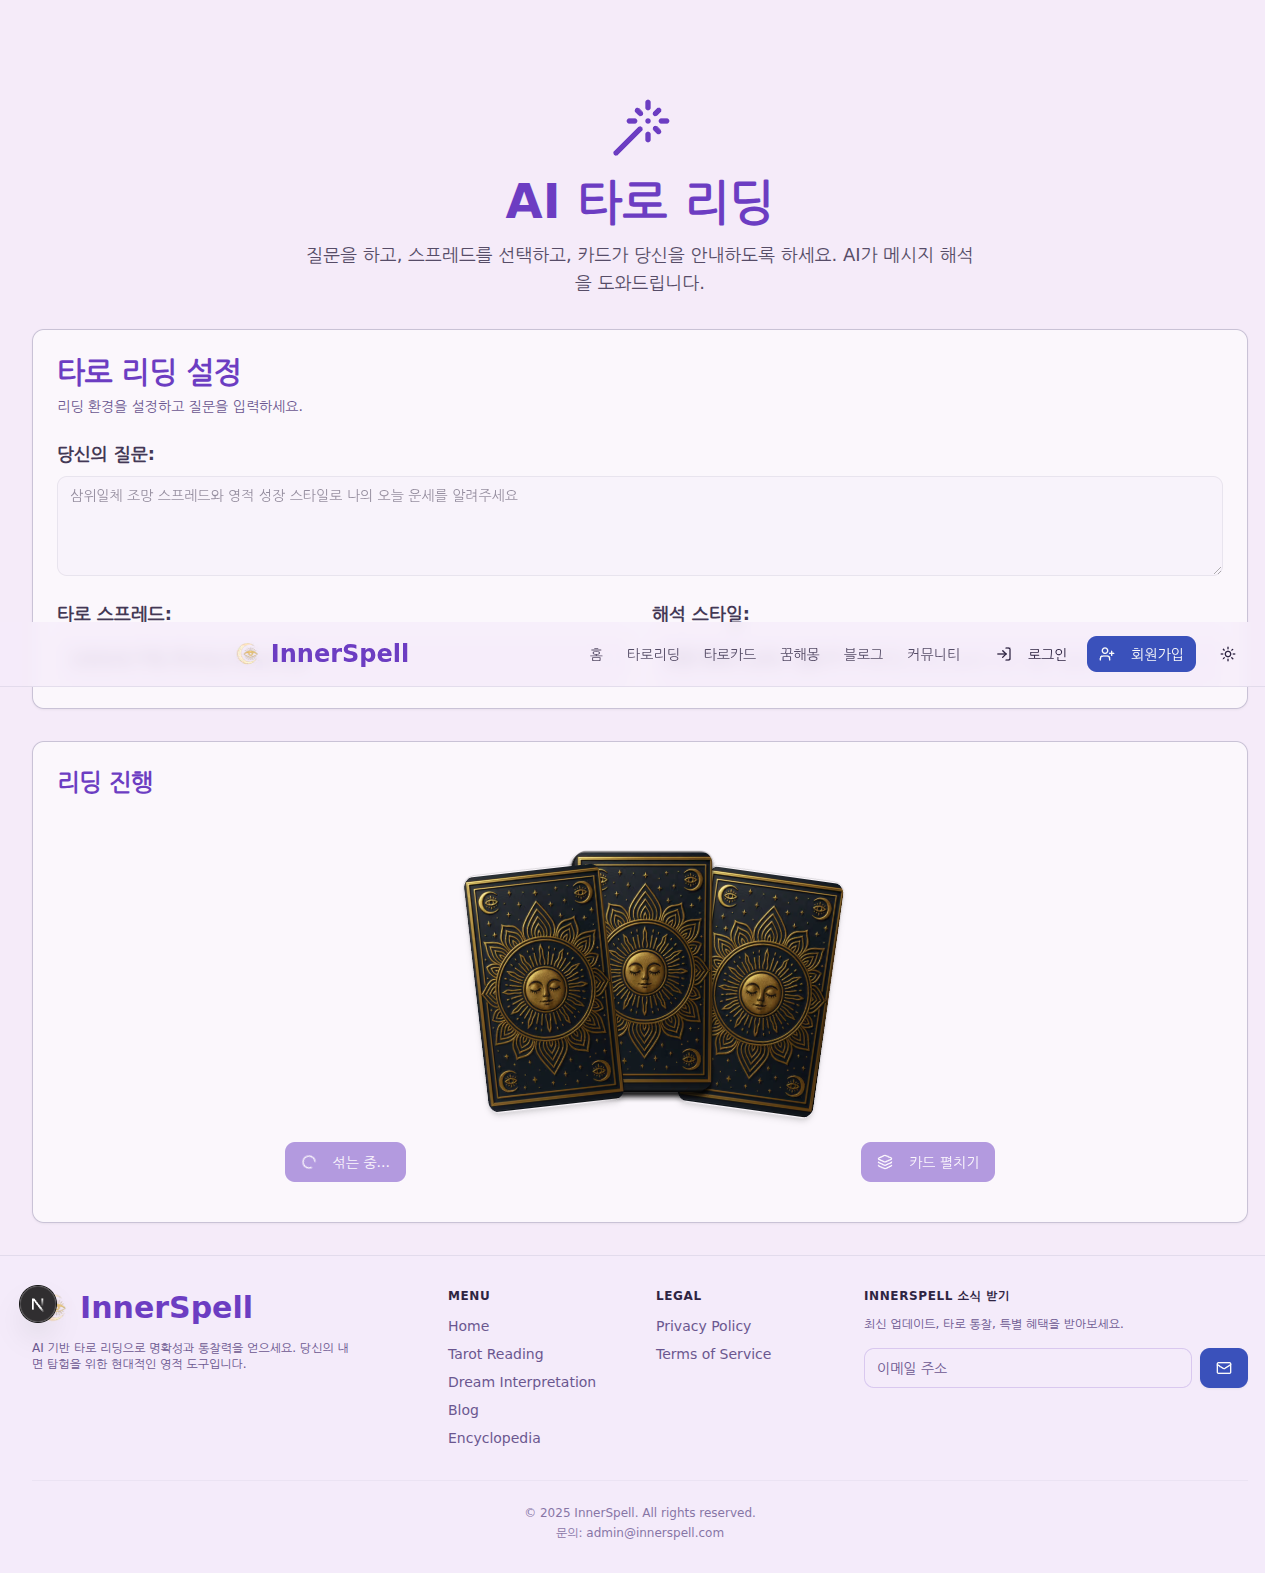 AI 타로 리딩
질문을 하고, 스프레드를 선택하고, 카드가 당신을 안내하도록 하세요. AI가 메시지 해석
을 도와드립니다.
타로 리딩 설정
리딩 환경을 설정하고 질문을 입력하세요.
당신의 질문:
삼위일체 조망 스프레드와 영적 성장 스타일로 나의 오늘 운세를 알려주세요
타로 스프레드:
해석 스타일:
InnerSpell
홈
타로리딩
타로카드
꿈해몽
블로그
커뮤니티
로그인
회원가입
리딩 진행
섞는 중...
카드 펼치기
N
InnerSpell
AI 기반 타로 리딩으로 명확성과 통찰력을 얻으세요. 당신의 내
면 탐험을 위한 현대적인 영적 도구입니다.
MENU
Home
Tarot Reading
Dream Interpretation
Blog
Encyclopedia
LEGAL
Privacy Policy
Terms of Service
INNERSPELL 소식 받기
최신 업데이트, 타로 통찰, 특별 혜택을 받아보세요.
이메일 주소
© 2025 InnerSpell. All rights reserved.
문의: admin@innerspell.com